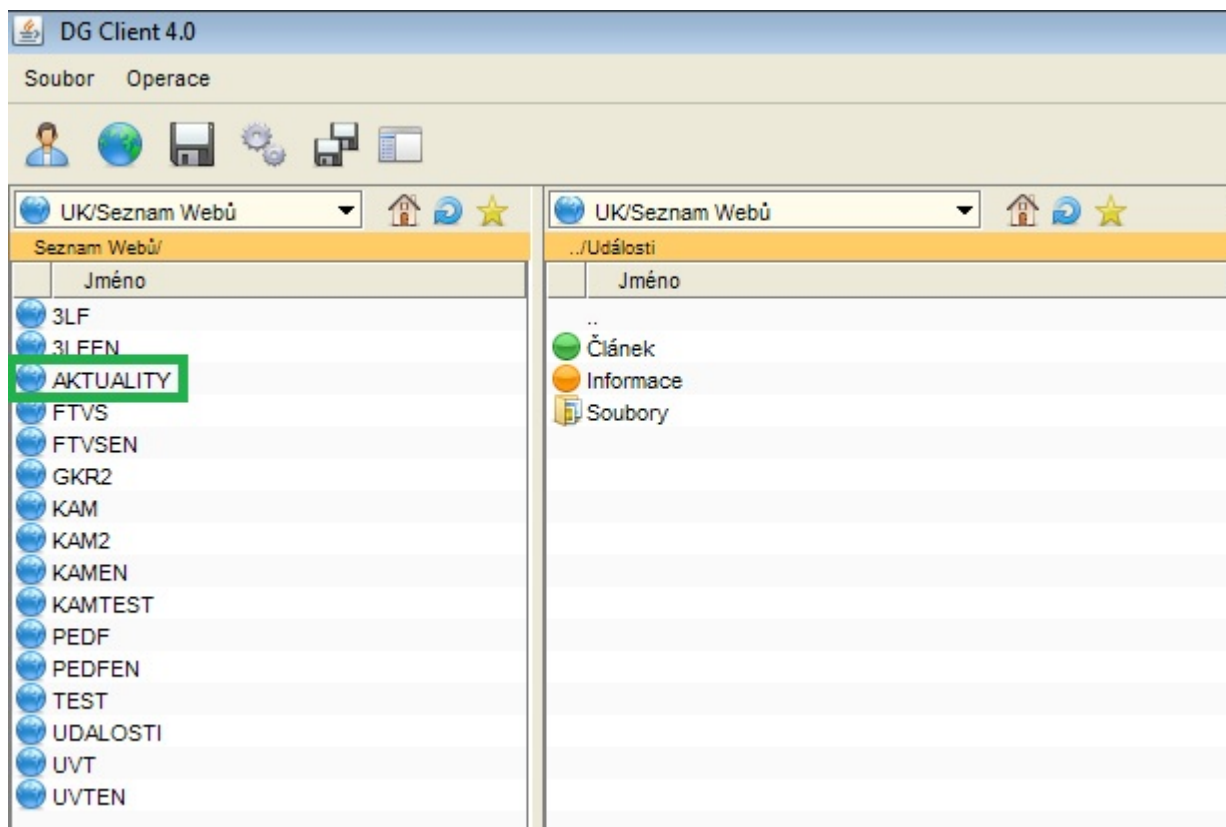 DG Client 4.0
Soubor Operace
UK/Seznam Webů
Seznam Webů/
Jméno
3LF
3LFEN
AKTUALITY
FTVS
FTVSEN
GKR2
KAM
KAM2
KAMEN
KAMTEST
PEDF
PEDFEN
TEST
UDALOSTI
UVT
UVTEN
UK/Seznam Webů
../Události
Jméno
..
Článek
Informace
Soubory